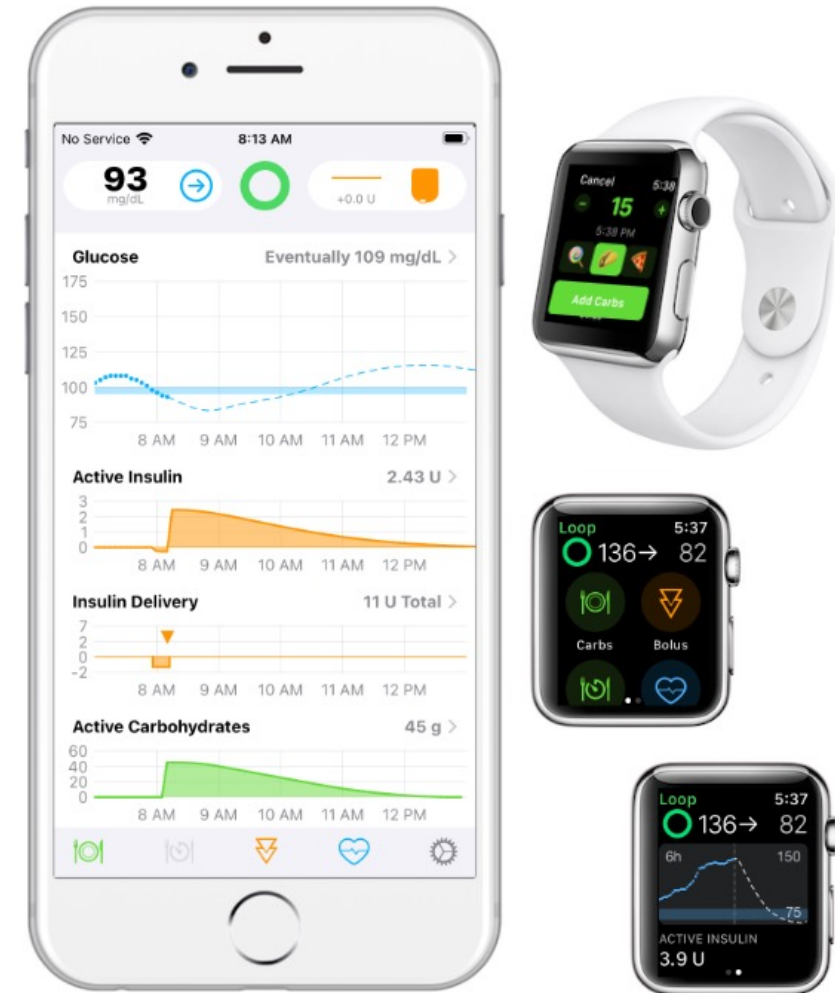 No Service 8:13 AM
93
mg/dL
+0.0 U
Glucose Eventually 109 mg/dL >
175
150
125
100
75
8 AM 9 AM 10 AM 11 AM 12 PM
Active Insulin 2.43 U >
3
2
1
0
8 AM 9 AM 10 AM 11 AM 12 PM
Insulin Delivery 11 U Total >
7
2
0
-2
8 AM 9 AM 10 AM 11 AM 12 PM
Active Carbohydrates 45 g >
60
40
20
0
8 AM 9 AM 10 AM 11 AM 12 PM
Cancel 5:38
- 15 +
5:38 PM
Add Carbs
Loop 5:37
136→ 82
Carbs Bolus
Loop 5:37
136→ 82
6h 150
75
ACTIVE INSULIN
3.9 U